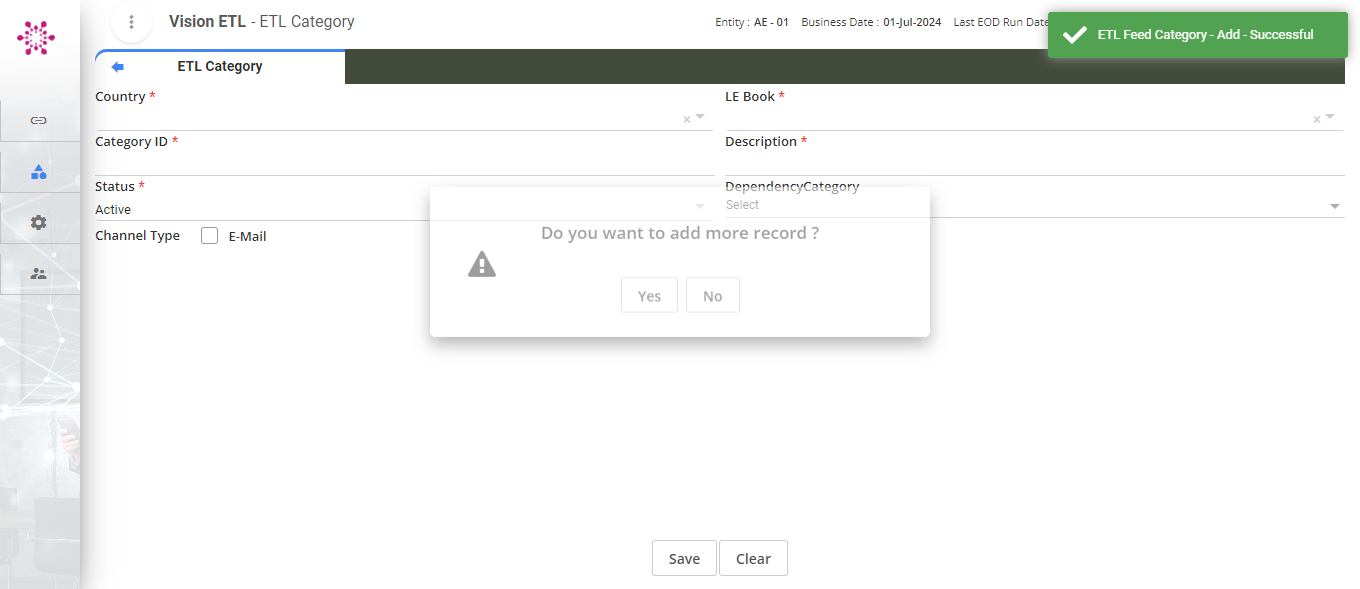 Vision ETL - ETL Category
Entity : AE - 01 Business Date : 01-Jul-2024 Last EOD Run Date
ETL Feed Category - Add - Successful
ETL Category
Country *
LE Book *
Category ID *
Description *
Status *
DependencyCategory
Active
Select
Channel Type E-Mail
Do you want to add more record ?
Yes No
Save Clear